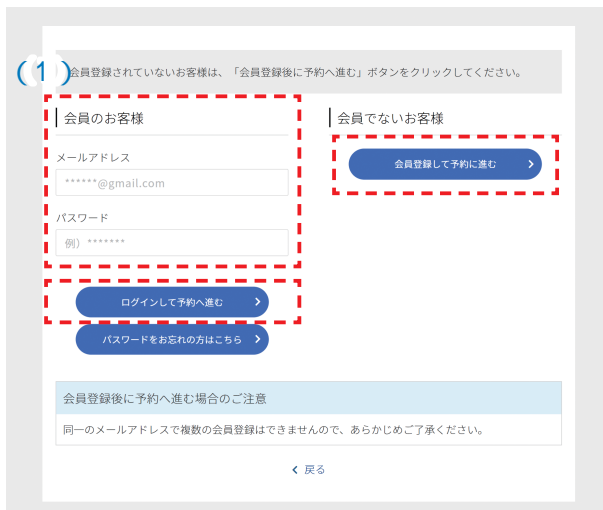 (1)
会員登録されていないお客様は、「会員登録後に予約へ進む」ボタンをクリックしてください。
会員のお客様
メールアドレス
******@gmail.com
パスワード
例）*******
ログインして予約へ進む
パスワードをお忘れの方はこちら
会員でないお客様
会員登録して予約に進む
会員登録後に予約へ進む場合のご注意
同一のメールアドレスで複数の会員登録はできませんので、あらかじめご了承ください。
戻る